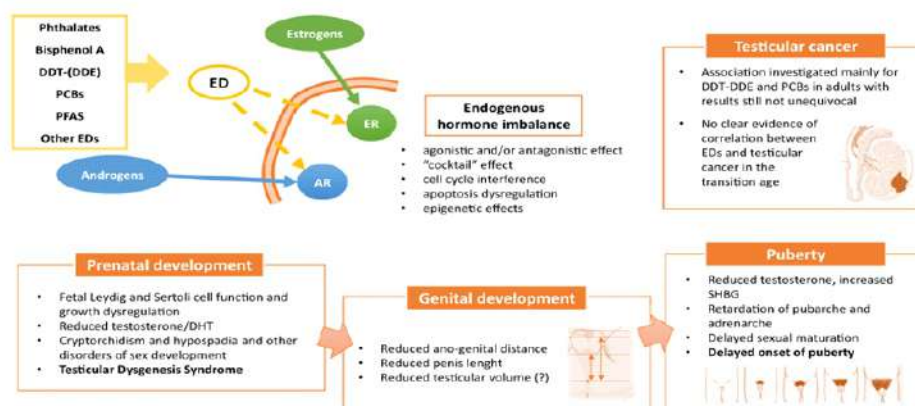 Phthalates
Bisphenol A
DDT-(DDE)
PCBs
PFAS
Other EDs
ED
Estrogens
ER
Androgens
AR
Endogenous
hormone imbalance
• agonistic and/or antagonistic effect
• "cocktail" effect
• cell cycle interference
• apoptosis dysregulation
• epigenetic effects
Testicular cancer
• Association investigated mainly for
DDT-DDE and PCBs in adults with
results still not unequivocal
• No clear evidence of
correlation between
EDs and testicular
cancer in the
transition age
Prenatal development
• Fetal Leydig and Sertoli cell function and
growth dysregulation
• Reduced testosterone/DHT
• Cryptorchidism and hypospadia and other
disorders of sex development
• Testicular Dysgenesis Syndrome
Genital development
• Reduced ano-genital distance
• Reduced penis lenght
• Reduced testicular volume (?)
Puberty
• Reduced testosterone, increased
SHBG
• Retardation of pubarche and
adrenarche
• Delayed sexual maturation
• Delayed onset of puberty